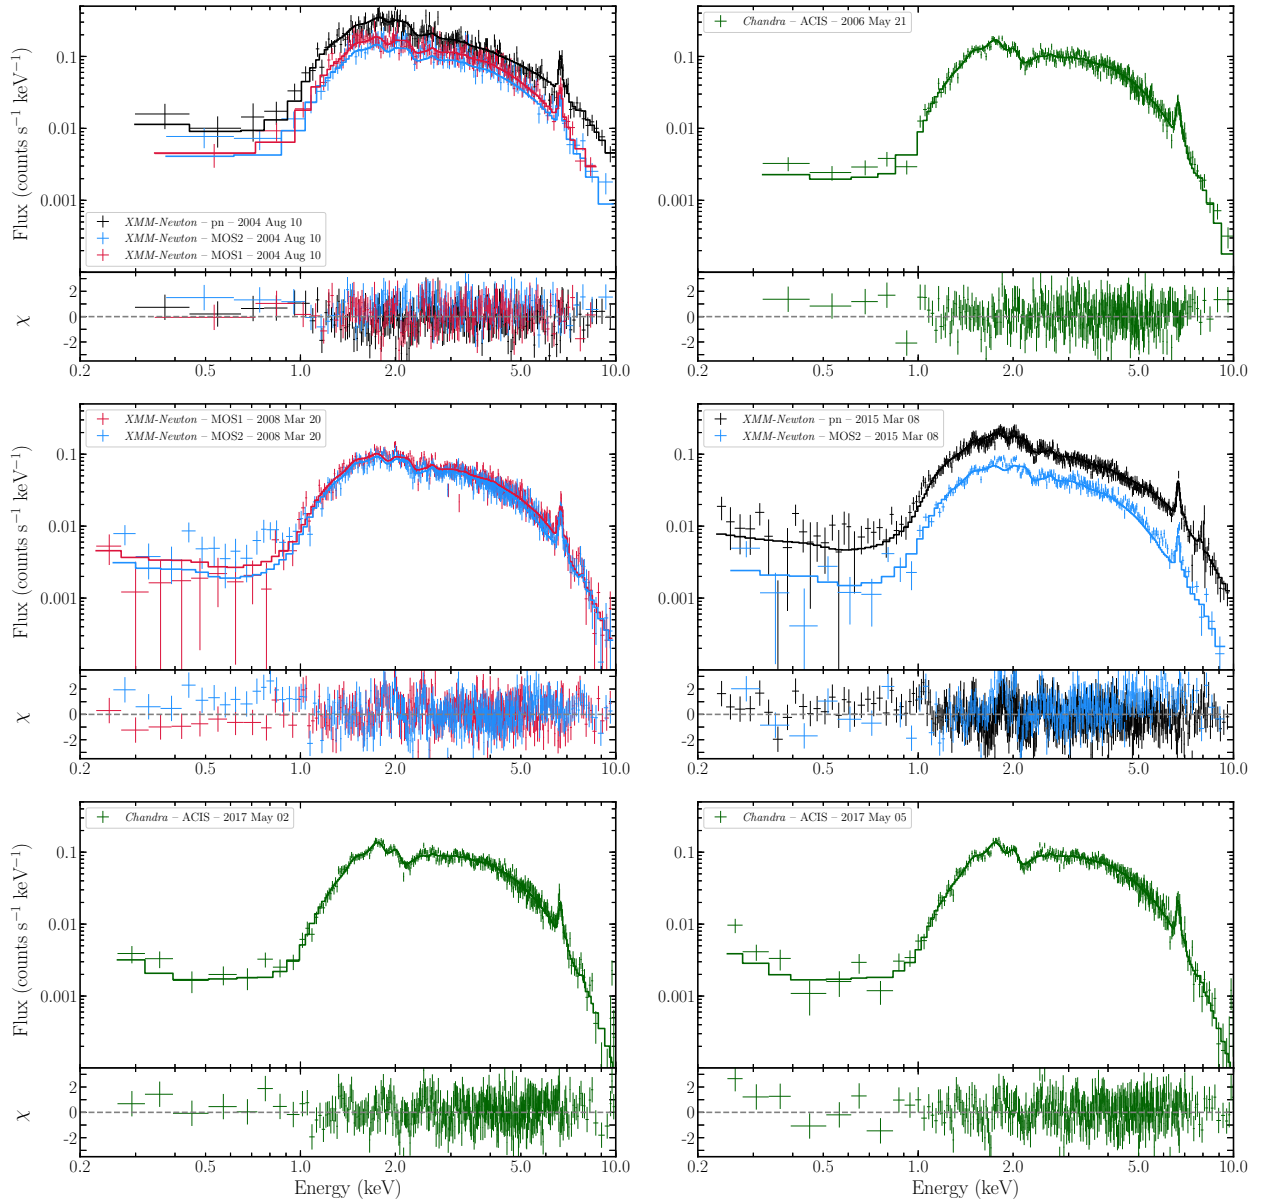 Flux (counts s⁻¹ keV⁻¹)
0.1
0.01
0.001
XMM-Newton – pn – 2004 Aug 10
XMM-Newton – MOS2 – 2004 Aug 10
XMM-Newton – MOS1 – 2004 Aug 10
χ
2
0
-2
0.2 0.5 1.0 2.0 5.0 10.0
Chandra – ACIS – 2006 May 21
0.1
0.01
0.001
2
0
-2
0.2 0.5 1.0 2.0 5.0 10.0
Flux (counts s⁻¹ keV⁻¹)
0.1
0.01
0.001
XMM-Newton – MOS1 – 2008 Mar 20
XMM-Newton – MOS2 – 2008 Mar 20
χ
2
0
-2
0.2 0.5 1.0 2.0 5.0 10.0
XMM-Newton – pn – 2015 Mar 08
XMM-Newton – MOS2 – 2015 Mar 08
0.1
0.01
0.001
2
0
-2
0.2 0.5 1.0 2.0 5.0 10.0
Flux (counts s⁻¹ keV⁻¹)
0.1
0.01
0.001
Chandra – ACIS – 2017 May 02
χ
2
0
-2
0.2 0.5 1.0 2.0 5.0 10.0
Energy (keV)
Chandra – ACIS – 2017 May 05
0.1
0.01
0.001
2
0
-2
0.2 0.5 1.0 2.0 5.0 10.0
Energy (keV)